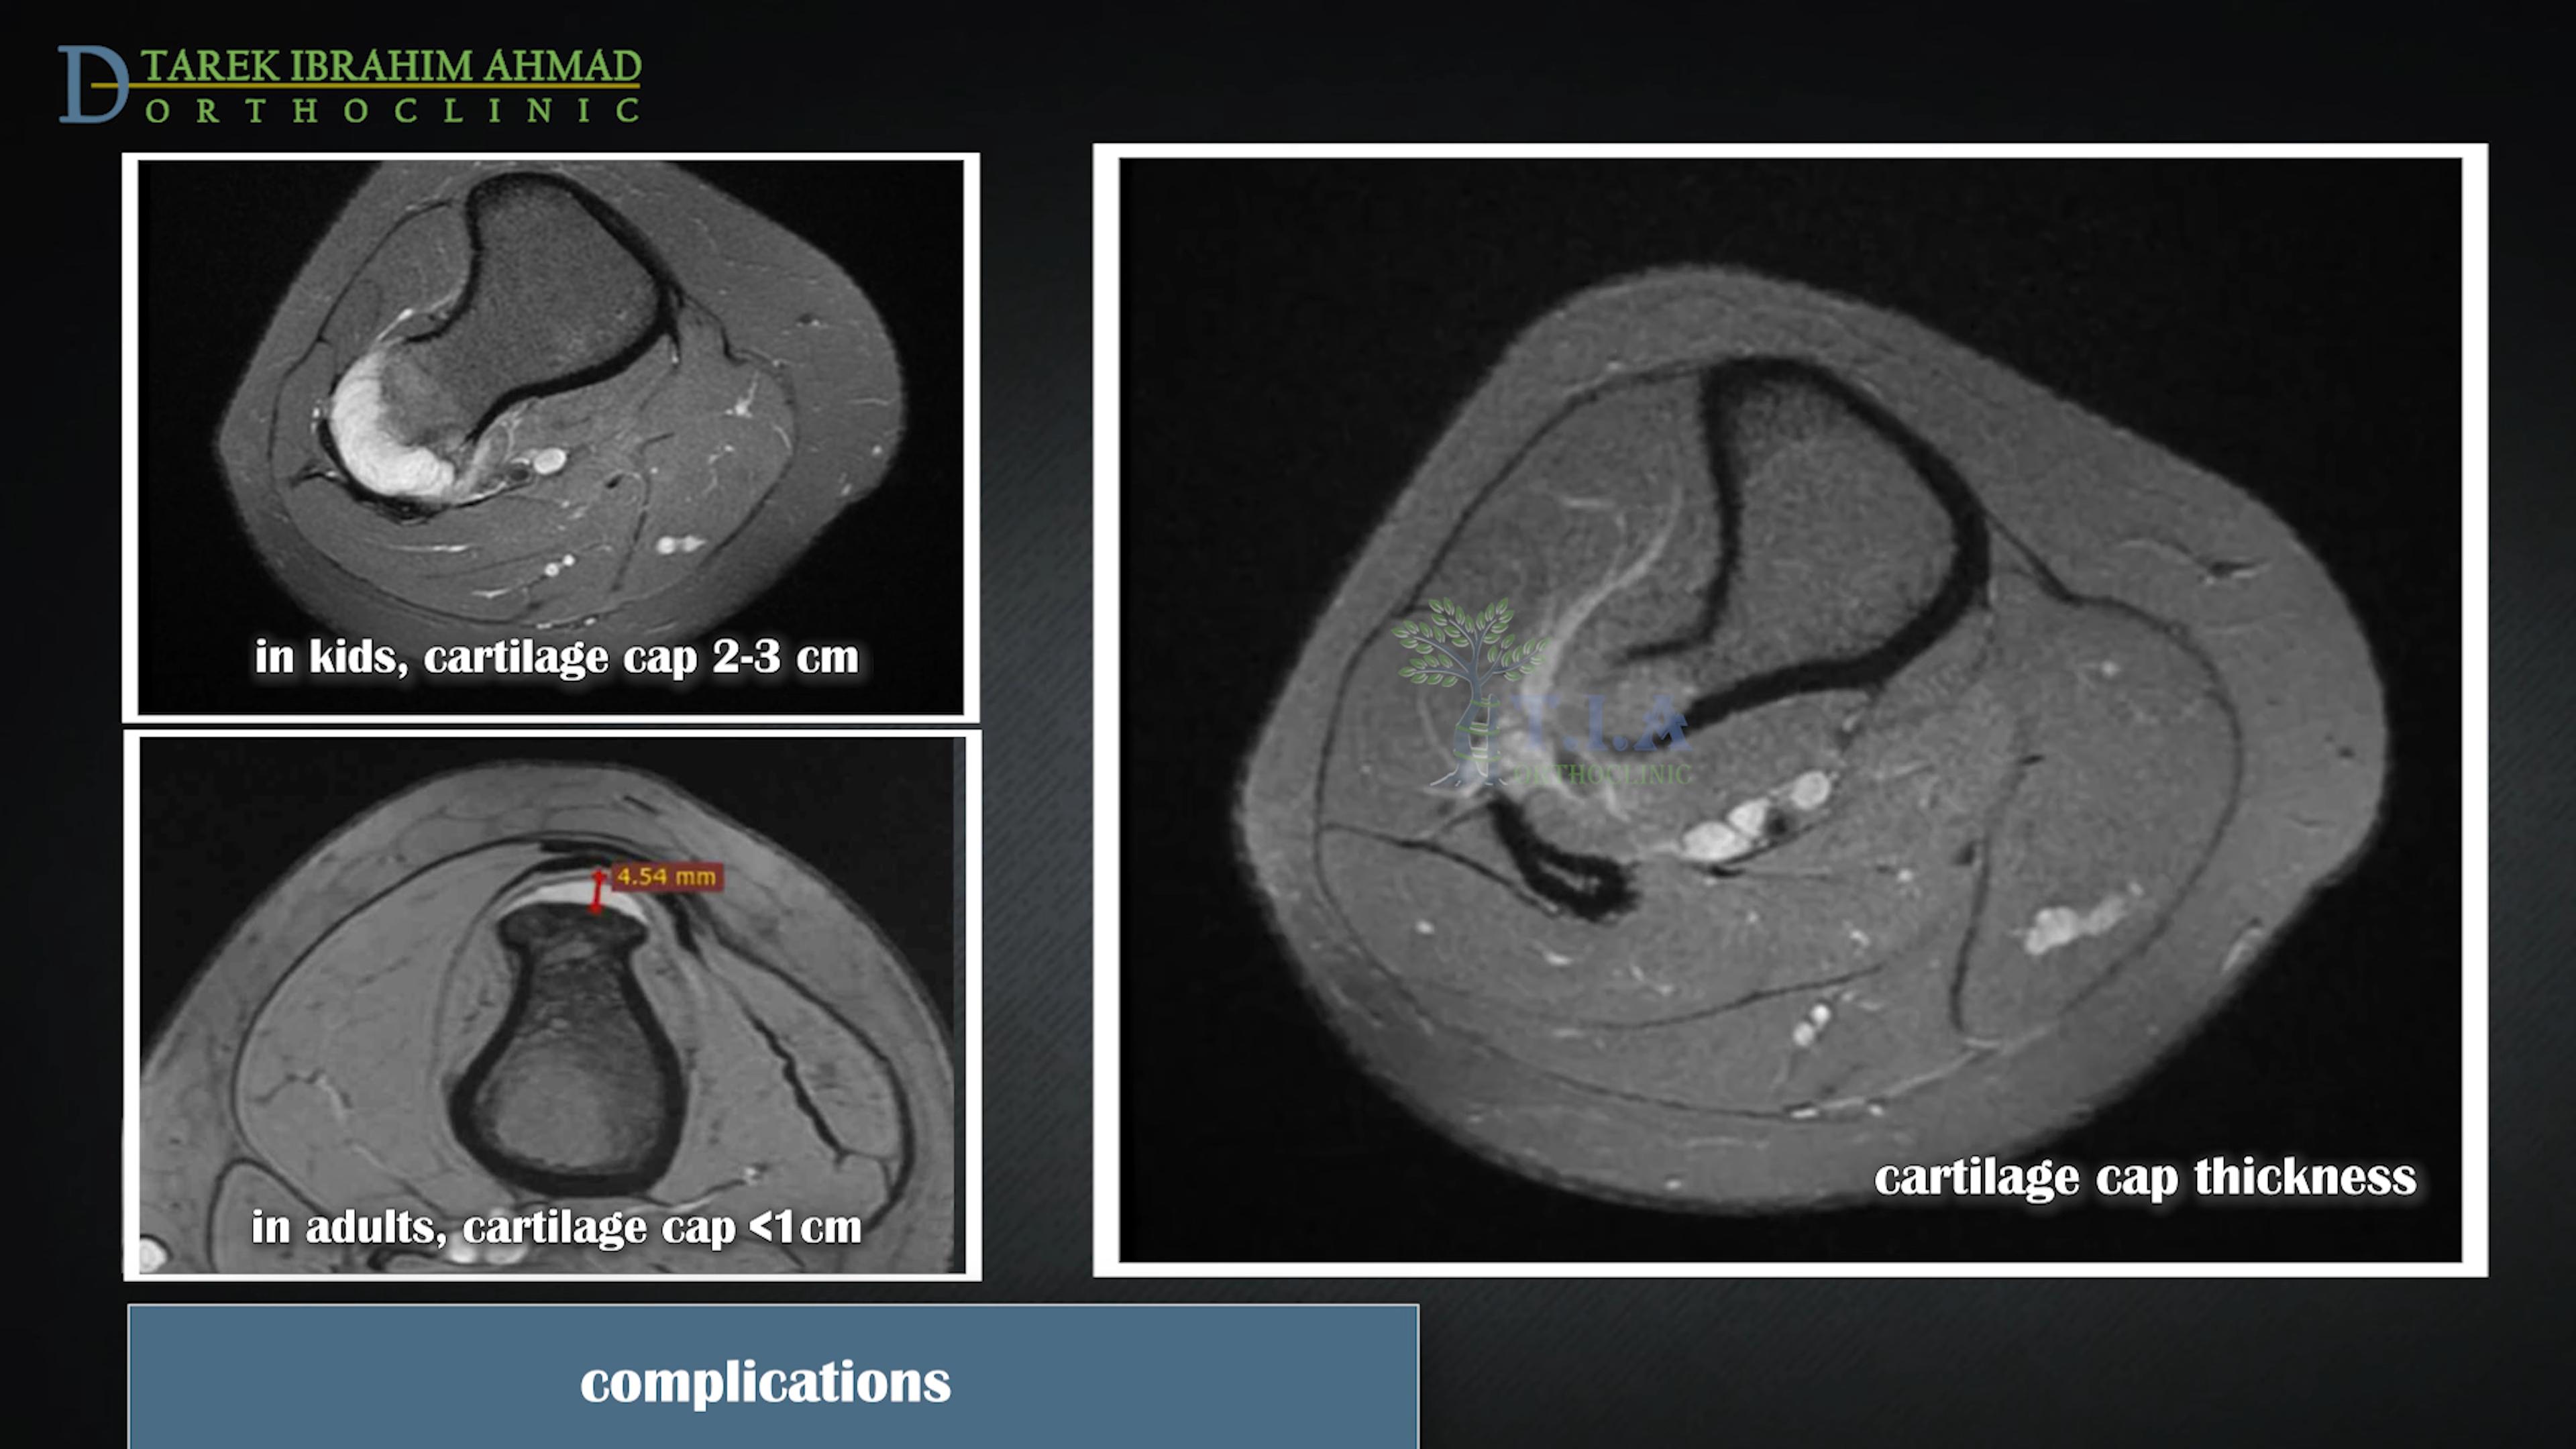 D TAREK IBRAHIM AHMAD
ORTHOCLINIC
in kids, cartilage cap 2-3 cm
4.54 mm
in adults, cartilage cap <1cm
T.I.A
ORTHOCLINIC
cartilage cap thickness
complications